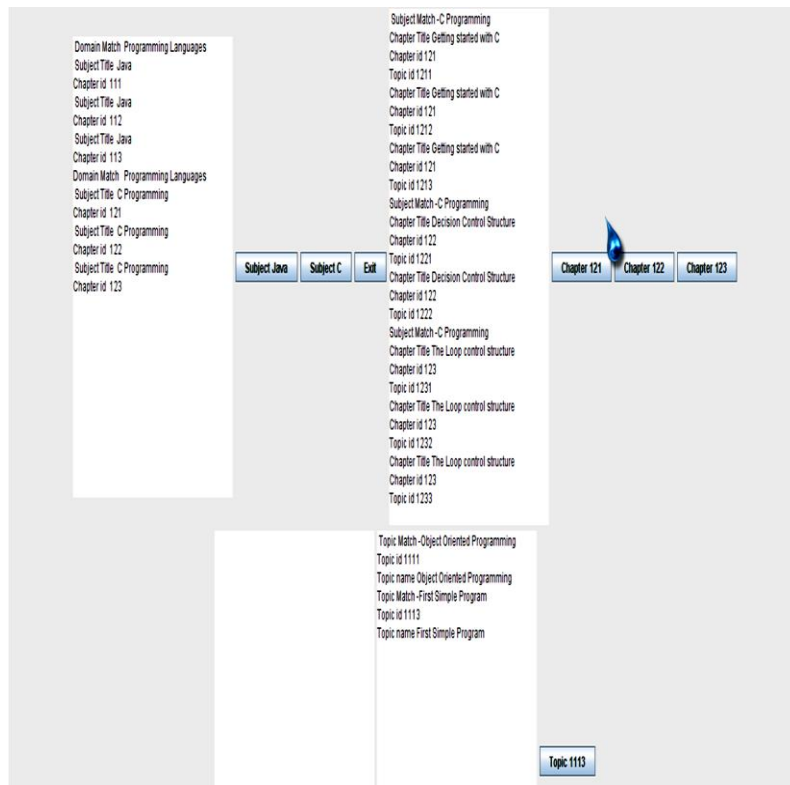 Domain Match Programming Languages
Subject Title Java
Chapter id 111
Subject Title Java
Chapter id 112
Subject Title Java
Chapter id 113
Domain Match Programming Languages
Subject Title C Programming
Chapter id 121
Subject Title C Programming
Chapter id 122
Subject Title C Programming
Chapter id 123
Subject Java
Subject C
Exit
Subject Match -C Programming
Chapter Title Getting started with C
Chapter id 121
Topic id 1211
Chapter Title Getting started with C
Chapter id 121
Topic id 1212
Chapter Title Getting started with C
Chapter id 121
Topic id 1213
Subject Match -C Programming
Chapter Title Decision Control Structure
Chapter id 122
Topic id 1221
Chapter Title Decision Control Structure
Chapter id 122
Topic id 1222
Subject Match -C Programming
Chapter Title The Loop control structure
Chapter id 123
Topic id 1231
Chapter Title The Loop control structure
Chapter id 123
Topic id 1232
Chapter Title The Loop control structure
Chapter id 123
Topic id 1233
Chapter 121
Chapter 122
Chapter 123
Topic Match -Object Oriented Programming
Topic id 1111
Topic name Object Oriented Programming
Topic Match -First Simple Program
Topic id 1113
Topic name First Simple Program
Topic 1113